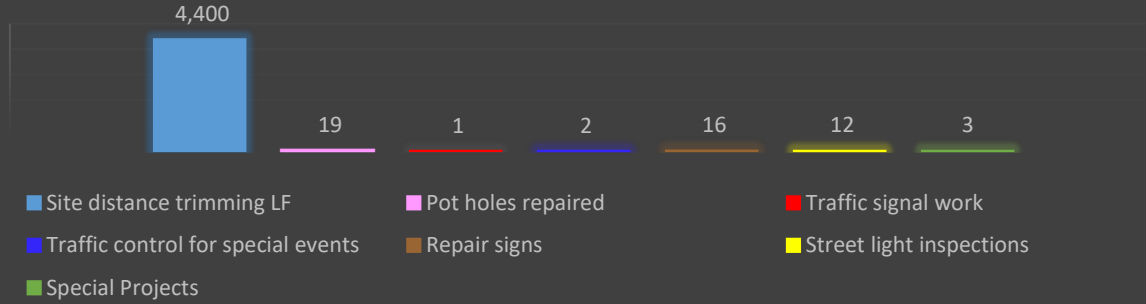 4,400
19 1 2 16 12 3
Site distance trimming LF Pot holes repaired Traffic signal work
Traffic control for special events Repair signs Street light inspections
Special Projects